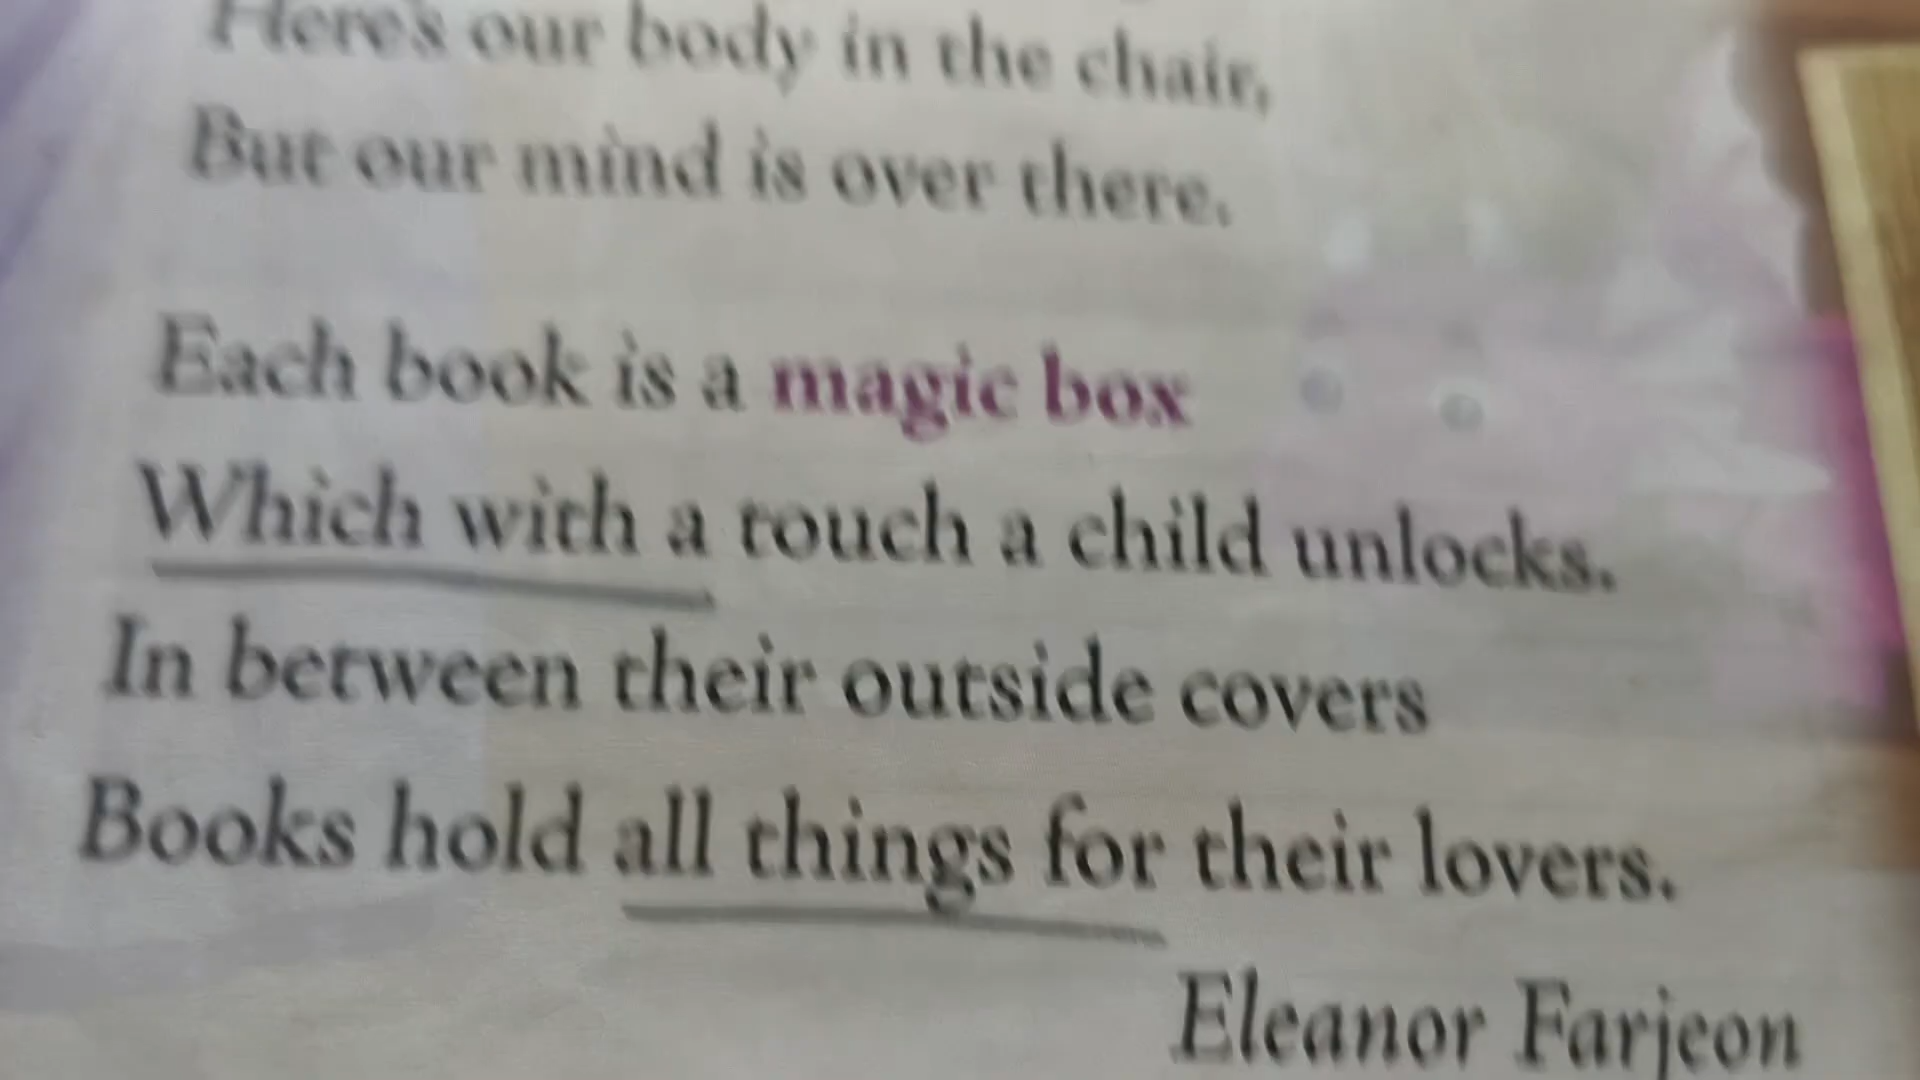 Here's our body in the chair,
But our mind is over there.
Each book is a magic box
Which with a touch a child unlocks.
In between their outside covers
Books hold all things for their lovers.
Eleanor Farjeon